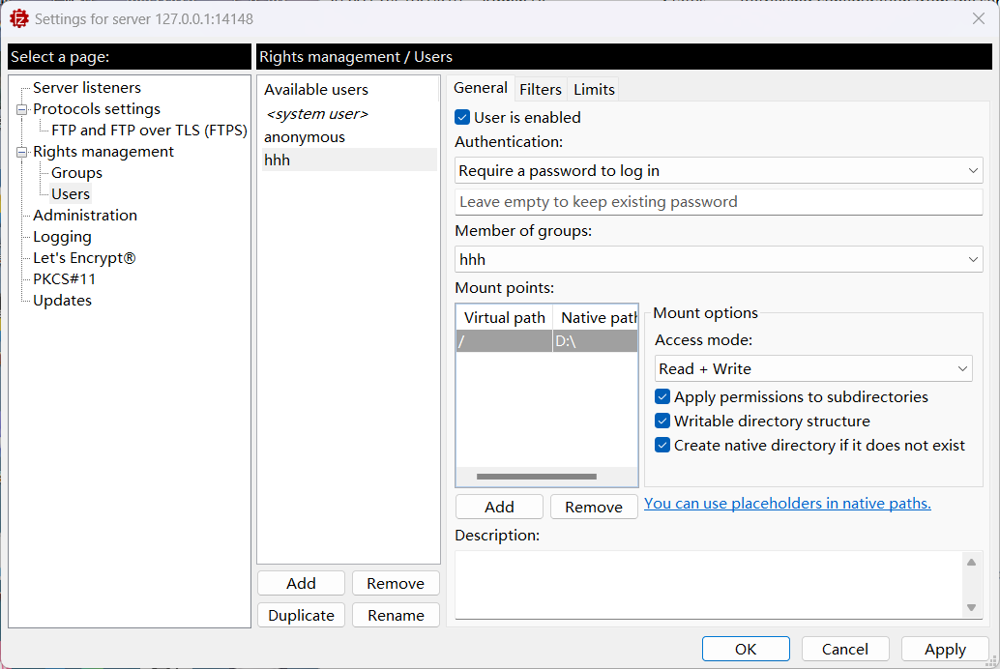 Settings for server 127.0.0.1:14148
Select a page:
Rights management / Users
Server listeners
Protocols settings
FTP and FTP over TLS (FTPS)
Rights management
Groups
Users
Administration
Logging
Let's Encrypt®
PKCS#11
Updates
Available users
<system user>
anonymous
hhh
Add
Remove
Duplicate
Rename
General
Filters
Limits
User is enabled
Authentication:
Require a password to log in
Leave empty to keep existing password
Member of groups:
hhh
Mount points:
Virtual path
Native path
/
D:\
Add
Remove
Mount options
Access mode:
Read + Write
Apply permissions to subdirectories
Writable directory structure
Create native directory if it does not exist
You can use placeholders in native paths.
Description:
OK
Cancel
Apply